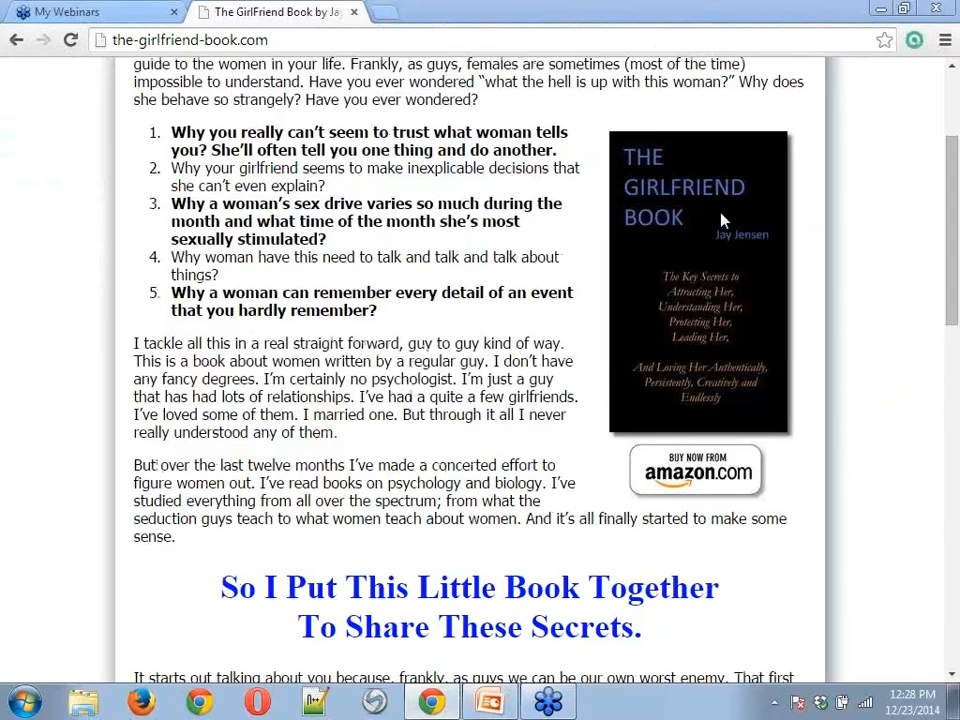 My Webinars
The GirlFriend Book by Jay
the-girlfriend-book.com
guide to the women in your life. Frankly, as guys, females are sometimes (most of the time)
impossible to understand. Have you ever wondered “what the hell is up with this woman?” Why does
she behave so strangely? Have you ever wondered?
1. Why you really can’t seem to trust what woman tells
you? She’ll often tell you one thing and do another.
2. Why your girlfriend seems to make inexplicable decisions that
she can’t even explain?
3. Why a woman’s sex drive varies so much during the
month and what time of the month she’s most
sexually stimulated?
4. Why woman have this need to talk and talk and talk about
things?
5. Why a woman can remember every detail of an event
that you hardly remember?
THE
GIRLFRIEND
BOOK
Jay Jensen
The Key Secrets to
Attracting Her,
Understanding Her,
Protecting Her,
Leading Her,
And Loving Her Authentically,
Persistently, Creatively and
Endlessly
I tackle all this in a real straight forward, guy to guy kind of way.
This is a book about women written by a regular guy. I don’t have
any fancy degrees. I’m certainly no psychologist. I’m just a guy
that has had lots of relationships. I’ve had a quite a few girlfriends.
I’ve loved some of them. I married one. But through it all I never
really understood any of them.
BUY NOW FROM
amazon.com
But over the last twelve months I’ve made a concerted effort to
figure women out. I’ve read books on psychology and biology. I’ve
studied everything from all over the spectrum; from what the
seduction guys teach to what women teach about women. And it’s all finally started to make some
sense.
So I Put This Little Book Together
To Share These Secrets.
It starts out talking about you because, frankly, as guys we can be our own worst enemy. That first
12:28 PM
12/23/2014